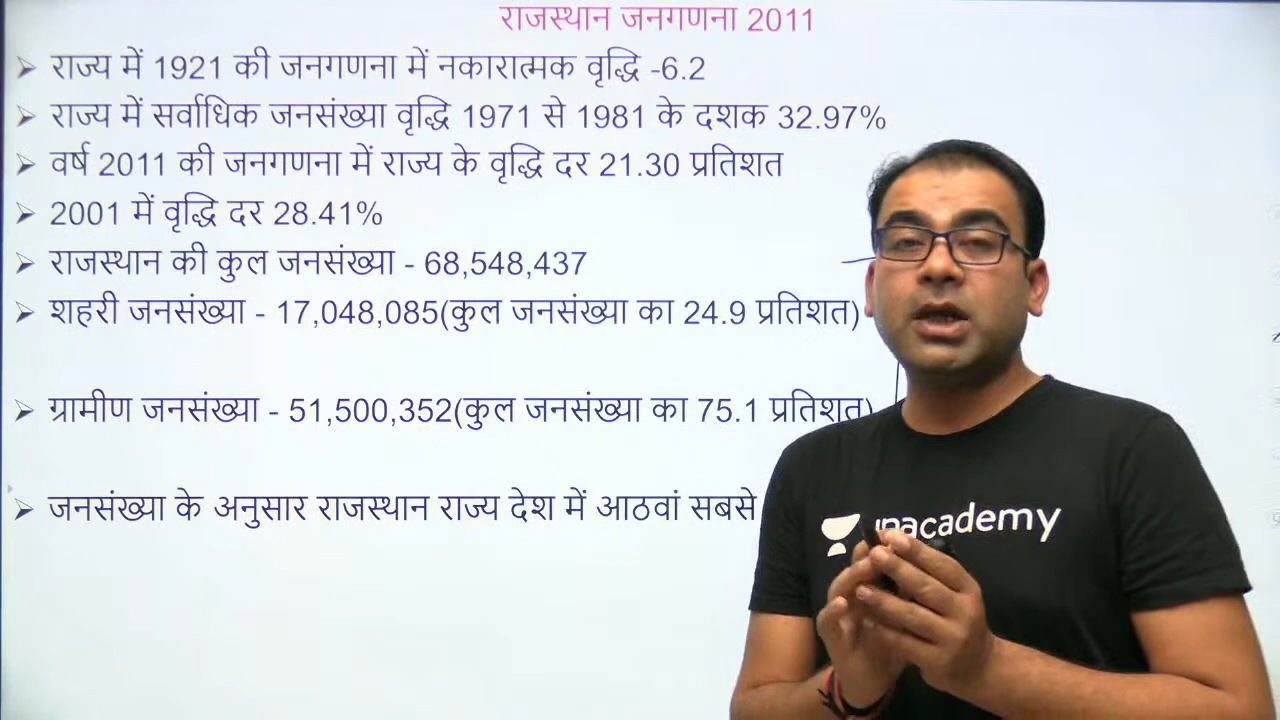 राजस्थान जनगणना 2011
➢ राज्य में 1921 की जनगणना में नकारात्मक वृद्धि -6.2
➢ राज्य में सर्वाधिक जनसंख्या वृद्धि 1971 से 1981 के दशक 32.97%
➢ वर्ष 2011 की जनगणना में राज्य के वृद्धि दर 21.30 प्रतिशत
➢ 2001 में वृद्धि दर 28.41%
➢ राजस्थान की कुल जनसंख्या - 68,548,437
➢ शहरी जनसंख्या - 17,048,085(कुल जनसंख्या का 24.9 प्रतिशत)
➢ ग्रामीण जनसंख्या - 51,500,352(कुल जनसंख्या का 75.1 प्रतिशत)
➢ जनसंख्या के अनुसार राजस्थान राज्य देश में आठवां सबसे
unacademy